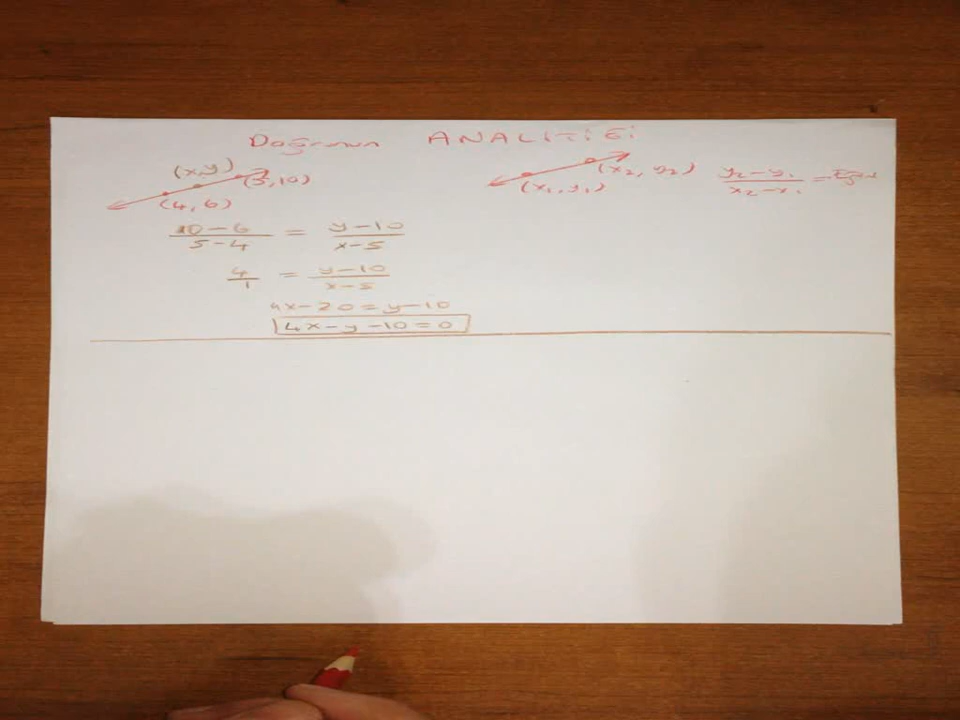 Doğrunun ANALİTİĞİ
(x,y)
(5,10)
(4,6)
(x₂, y₂)
(x₁, y₁)
y₂-y₁ / x₂-x₁ = Eğim
10-6 / 5-4 = y-10 / x-5
4 / 1 = y-10 / x-5
4x-20=y-10
4x-y-10=0